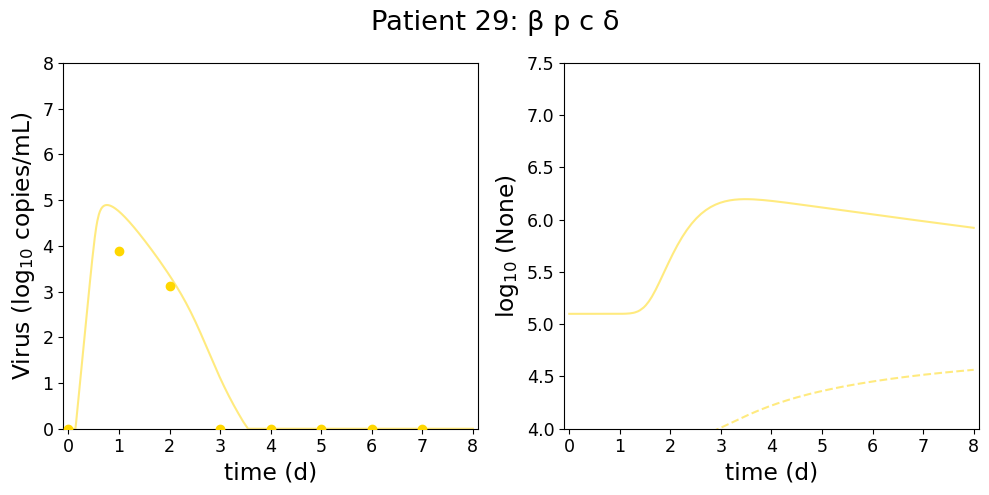 Patient 29: β p c δ
Virus (log₁₀ copies/mL)
8
7
6
5
4
3
2
1
0
0 1 2 3 4 5 6 7 8
time (d)
log₁₀ (None)
7.5
7.0
6.5
6.0
5.5
5.0
4.5
4.0
0 1 2 3 4 5 6 7 8
time (d)